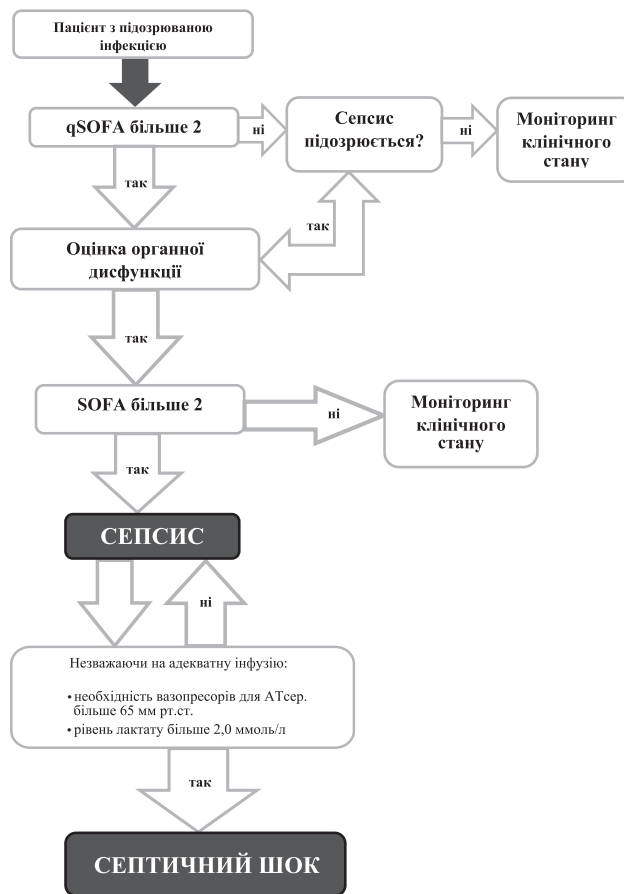 Пацієнт з підозрюваною
інфекцією
qSOFA більше 2
ні
Сепсис
підозрюється?
ні
Моніторинг
клінічного
стану
так
так
Оцінка органної
дисфункції
так
SOFA більше 2
ні
Моніторинг
клінічного
стану
так
СЕПСИС
ні
Незважаючи на адекватну інфузію:
• необхідність вазопресорів для АТсер.
більше 65 мм рт.ст.
• рівень лактату більше 2,0 ммоль/л
так
СЕПТИЧНИЙ ШОК